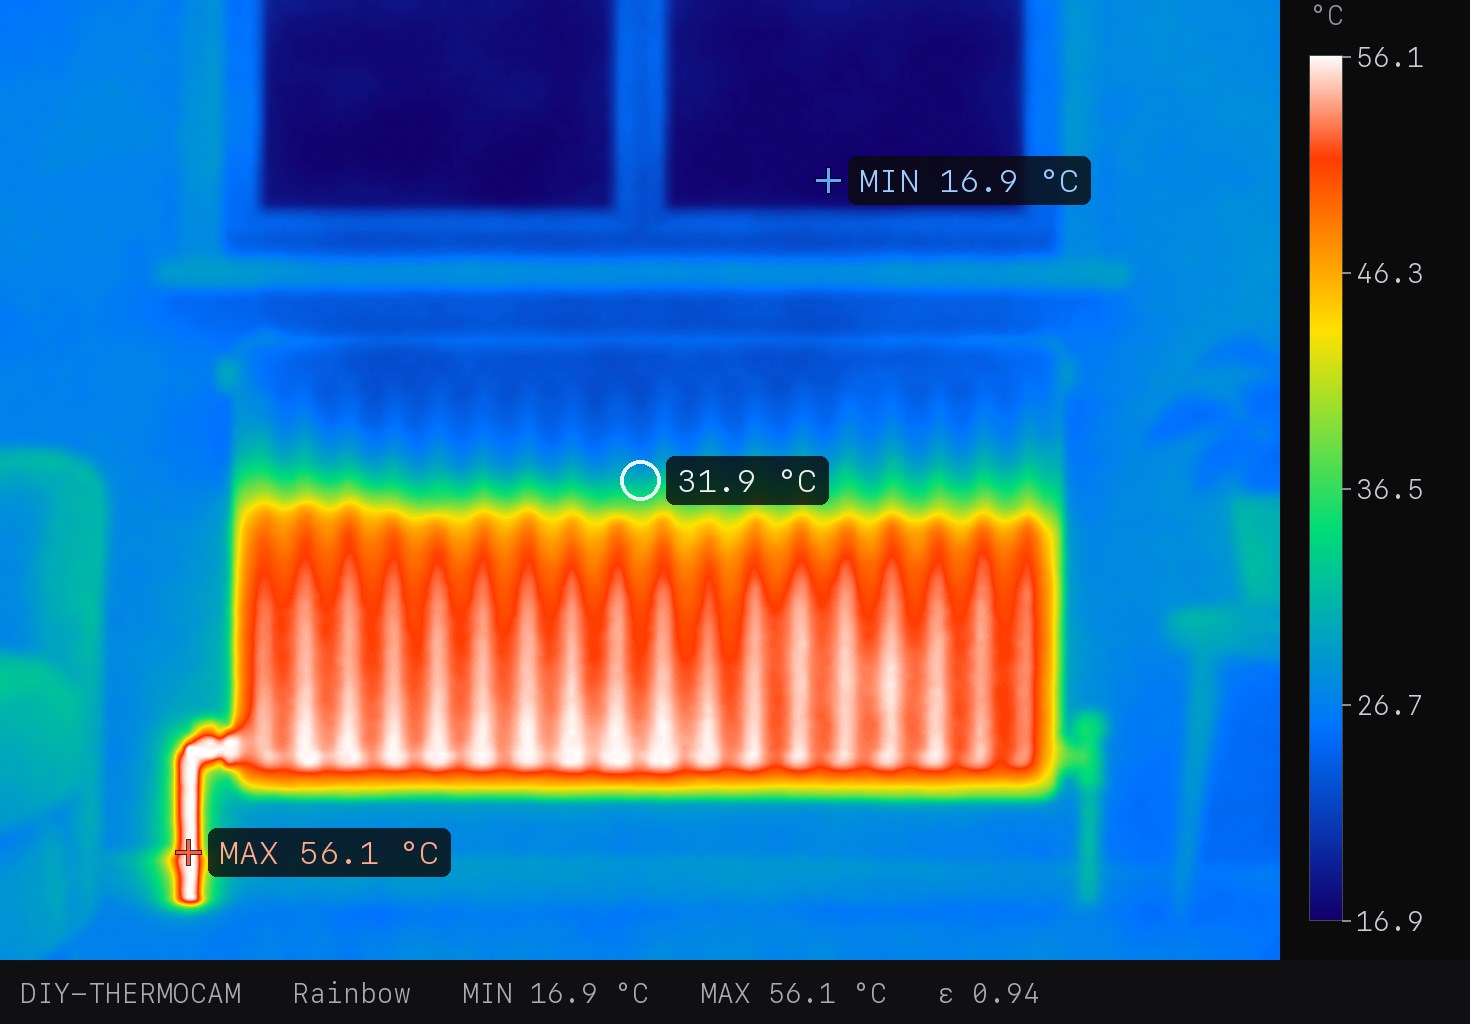 °C
56.1
MIN 16.9 °C
46.3
31.9 °C
36.5
26.7
MAX 56.1 °C
16.9
DIY–THERMOCAM Rainbow MIN 16.9 °C MAX 56.1 °C ε 0.94